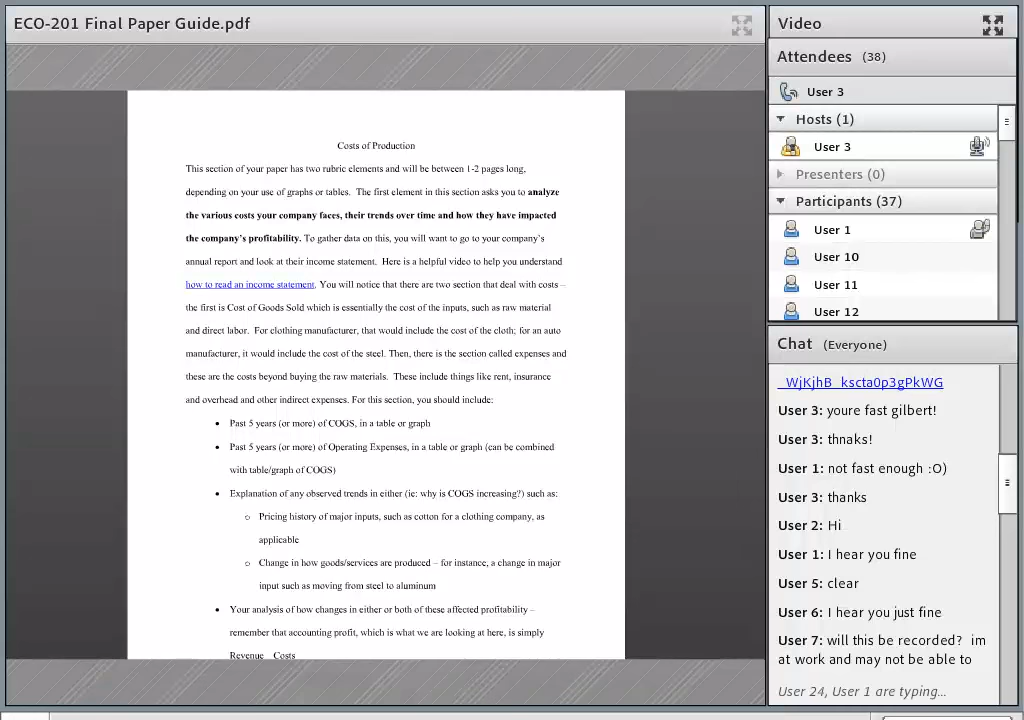 ECO-201 Final Paper Guide.pdf
Costs of Production
This section of your paper has two rubric elements and will be between 1-2 pages long,
depending on your use of graphs or tables. The first element in this section asks you to analyze
the various costs your company faces, their trends over time and how they have impacted
the company's profitability. To gather data on this, you will want to go to your company's
annual report and look at their income statement. Here is a helpful video to help you understand
how to read an income statement. You will notice that there are two section that deal with costs –
the first is Cost of Goods Sold which is essentially the cost of the inputs, such as raw material
and direct labor. For clothing manufacturer, that would include the cost of the cloth; for an auto
manufacturer, it would include the cost of the steel. Then, there is the section called expenses and
these are the costs beyond buying the raw materials. These include things like rent, insurance
and overhead and other indirect expenses. For this section, you should include:
• Past 5 years (or more) of COGS, in a table or graph
• Past 5 years (or more) of Operating Expenses, in a table or graph (can be combined
with table/graph of COGS)
• Explanation of any observed trends in either (ie: why is COGS increasing?) such as:
o Pricing history of major inputs, such as cotton for a clothing company, as
applicable
o Change in how goods/services are produced – for instance, a change in major
input such as moving from steel to aluminum
• Your analysis of how changes in either or both of these affected profitability –
remember that accounting profit, which is what we are looking at here, is simply
Revenue Costs
Video
Attendees (38)
User 3
Hosts (1)
User 3
Presenters (0)
Participants (37)
User 1
User 10
User 11
User 12
Chat (Everyone)
_WjKjhB_kscta0p3gPkWG
User 3: youre fast gilbert!
User 3: thnaks!
User 1: not fast enough :O)
User 3: thanks
User 2: Hi
User 1: I hear you fine
User 5: clear
User 6: I hear you just fine
User 7: will this be recorded? im
at work and may not be able to
User 24, User 1 are typing...